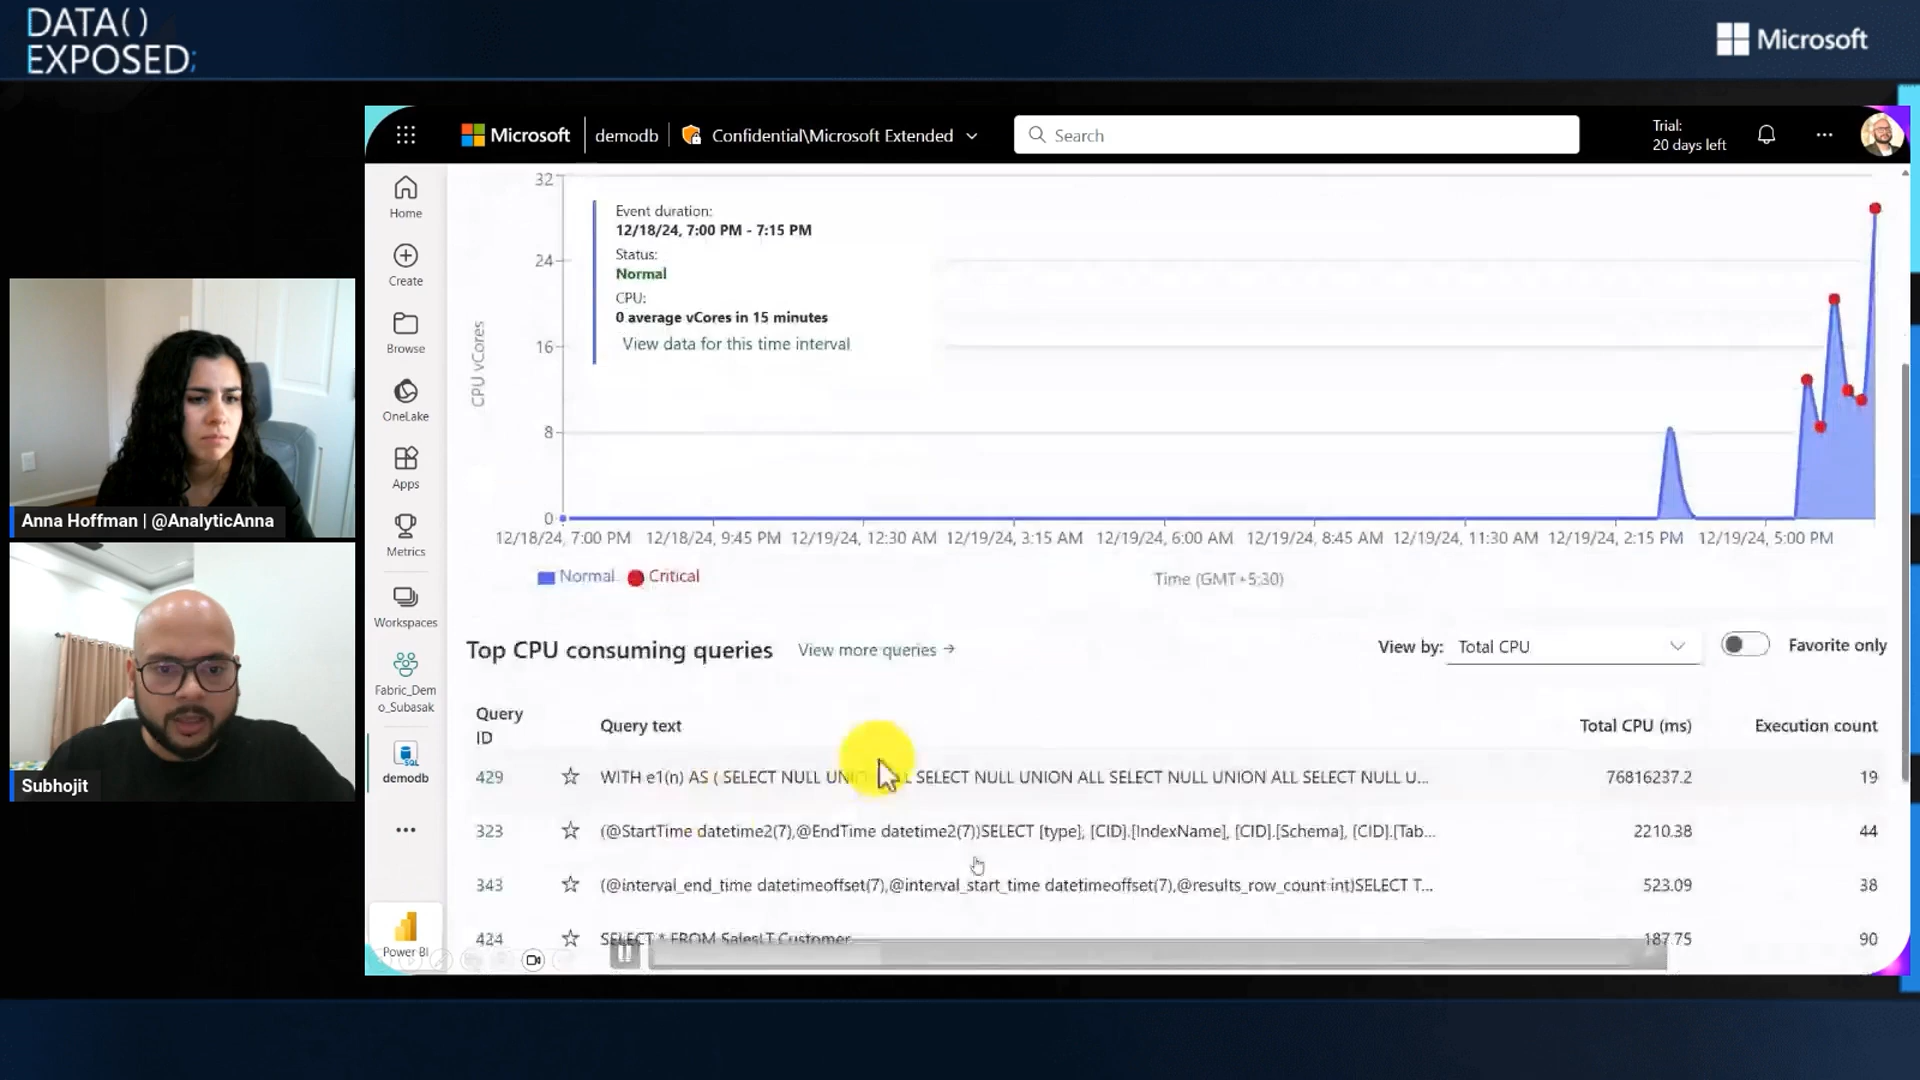 DATA()
EXPOSED;
Microsoft
Microsoft
demodb
Confidential\Microsoft Extended
Search
Trial:
20 days left
Home
Create
Browse
OneLake
Apps
Metrics
Workspaces
Fabric_Dem
o_Subasak
SQL
demodb
Power BI
CPU vCores
32
24
16
8
0
Event duration:
12/18/24, 7:00 PM - 7:15 PM
Status:
Normal
CPU:
0 average vCores in 15 minutes
View data for this time interval
12/18/24, 7:00 PM
12/18/24, 9:45 PM
12/19/24, 12:30 AM
12/19/24, 3:15 AM
12/19/24, 6:00 AM
12/19/24, 8:45 AM
12/19/24, 11:30 AM
12/19/24, 2:15 PM
12/19/24, 5:00 PM
Normal
Critical
Time (GMT+5:30)
Top CPU consuming queries
View more queries →
View by:
Total CPU
Favorite only
Query
ID
Query text
Total CPU (ms)
Execution count
429
WITH e1(n) AS ( SELECT NULL SELECT NULL UNION ALL SELECT NULL UNION ALL SELECT NULL U...
76816237.2
19
323
(@StartTime datetime2(7),@EndTime datetime2(7))SELECT [type], [CID].[IndexName], [CID].[Schema], [CID].[Tab...
2210.38
44
343
(@interval_end_time datetimeoffset(7),@interval_start_time datetimeoffset(7),@results_row_count int)SELECT T...
523.09
38
424
SELECT * FROM SalesLT.Customer
187.75
90
Anna Hoffman | @AnalyticAnna
Subhojit